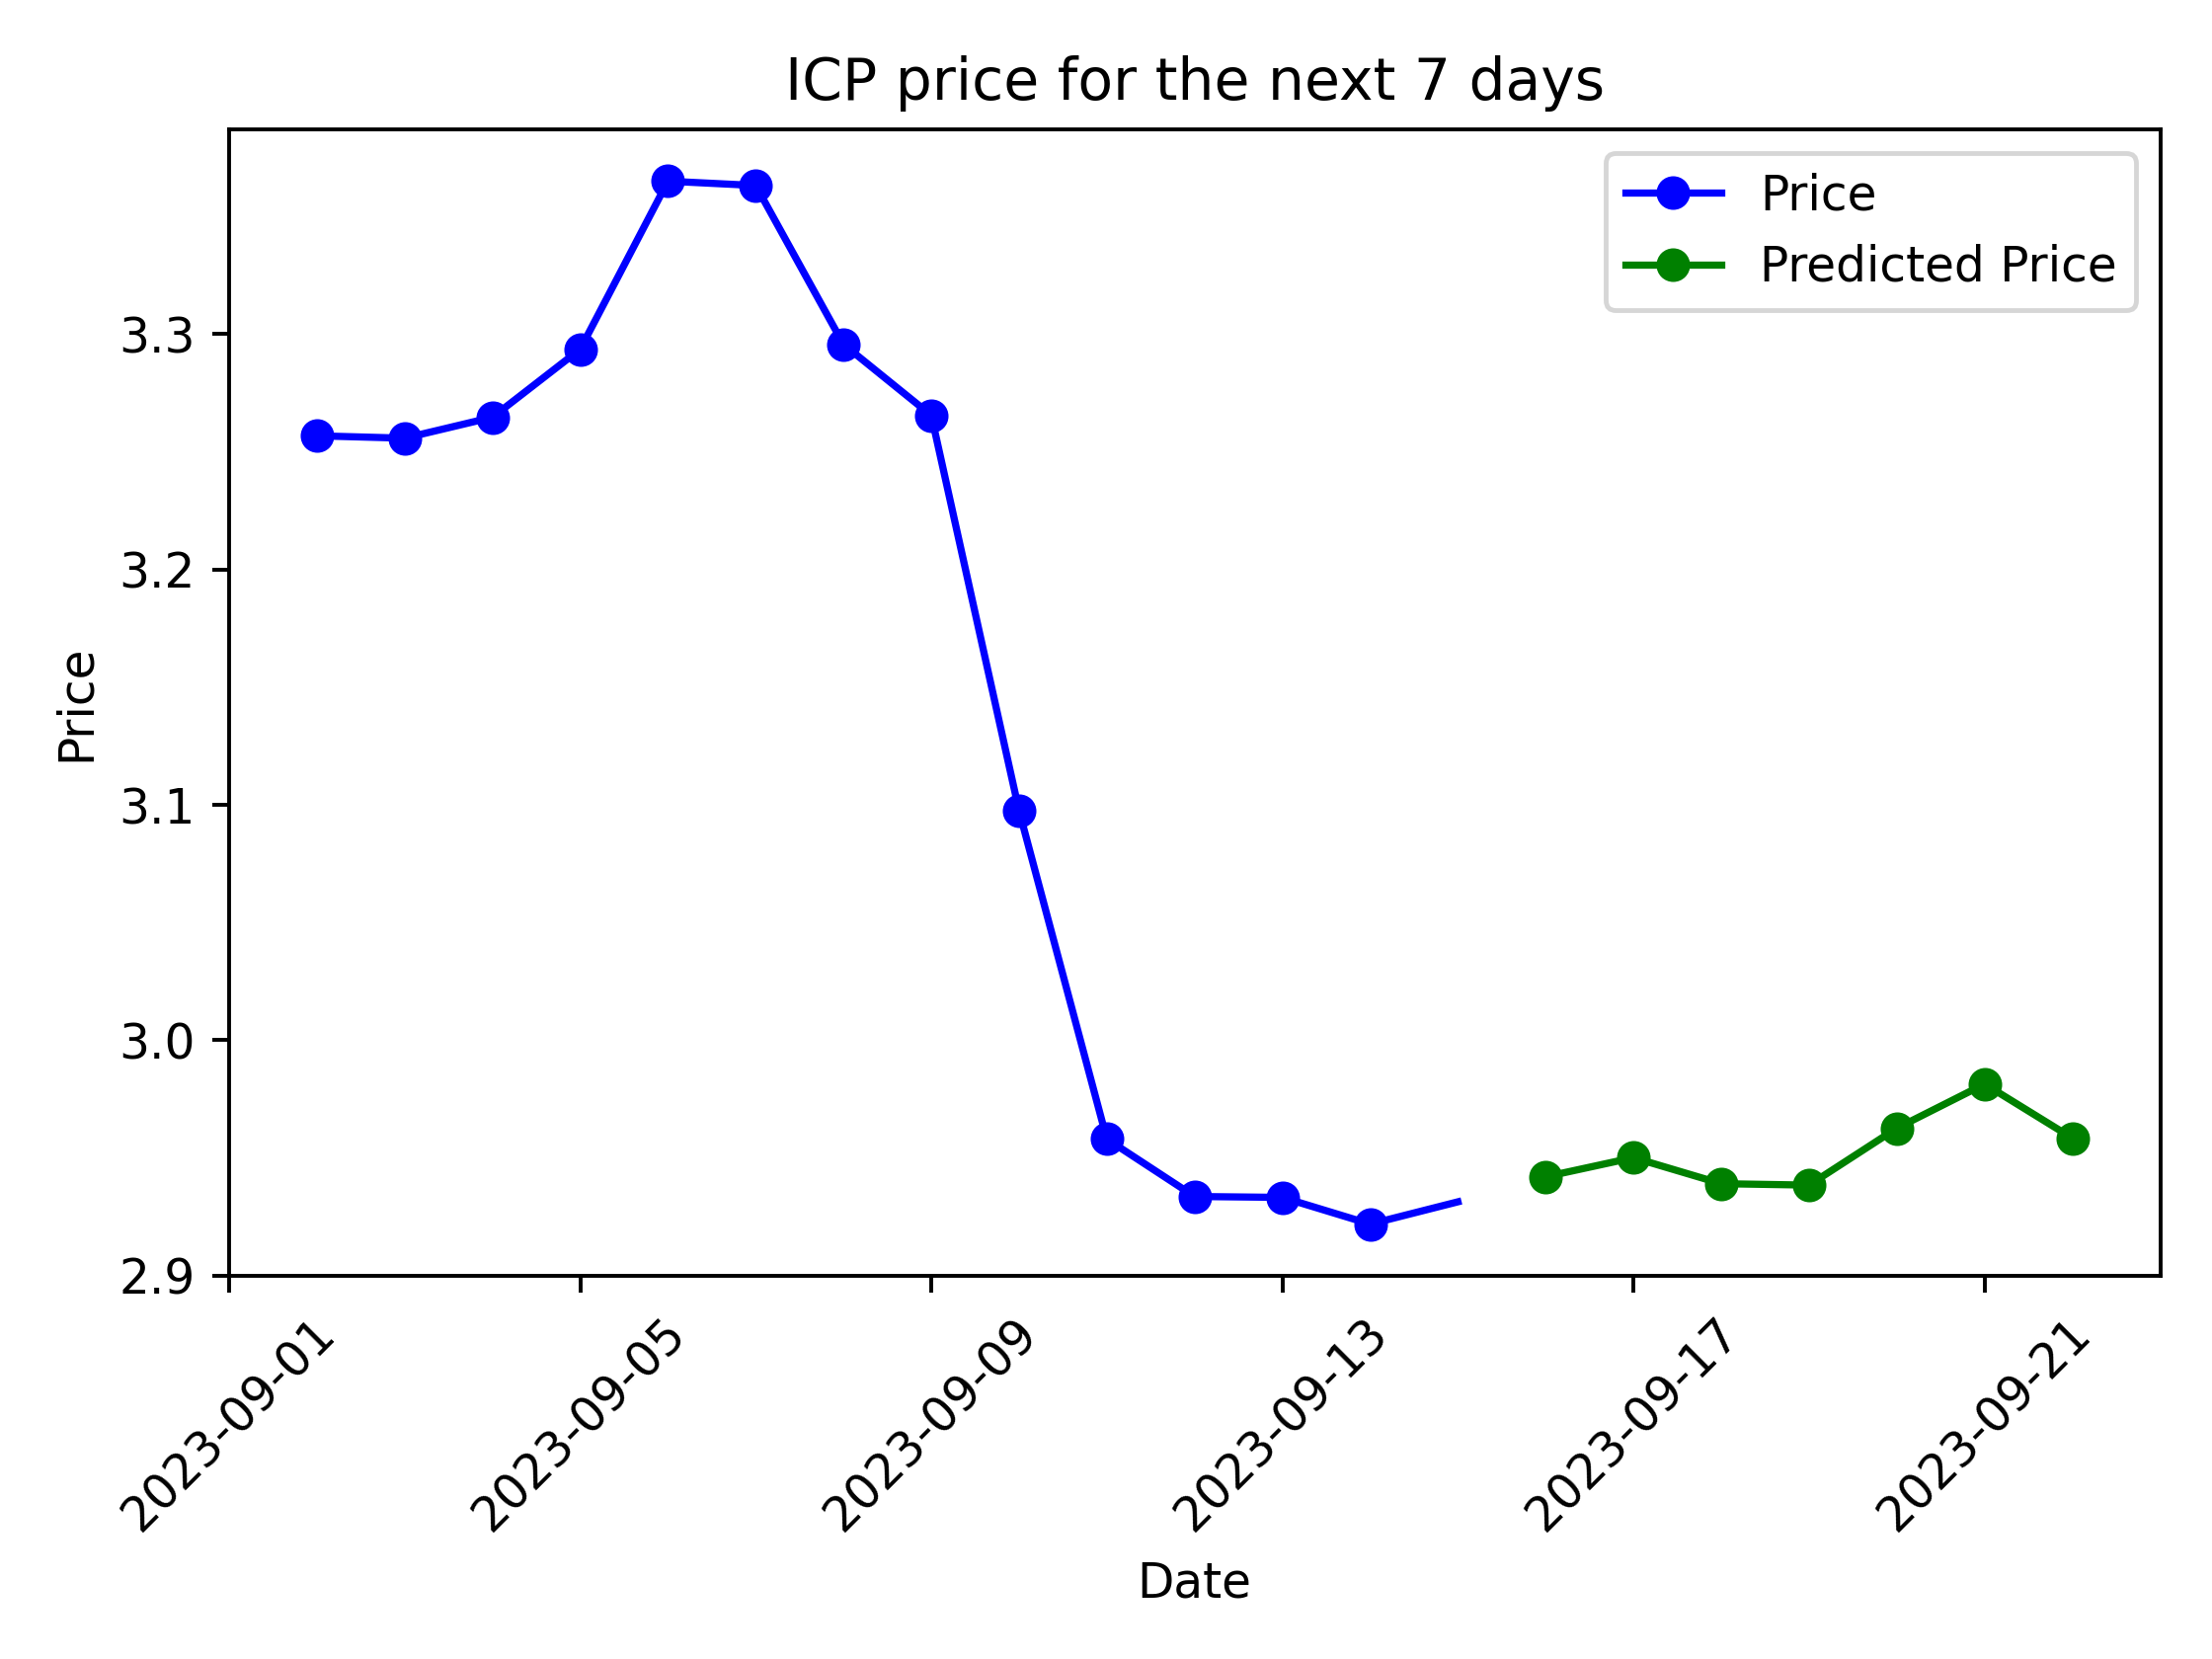 ICP price for the next 7 days
Price
Predicted Price
3.3
3.2
3.1
3.0
2.9
Price
2023-09-01
2023-09-05
2023-09-09
2023-09-13
2023-09-17
2023-09-21
Date